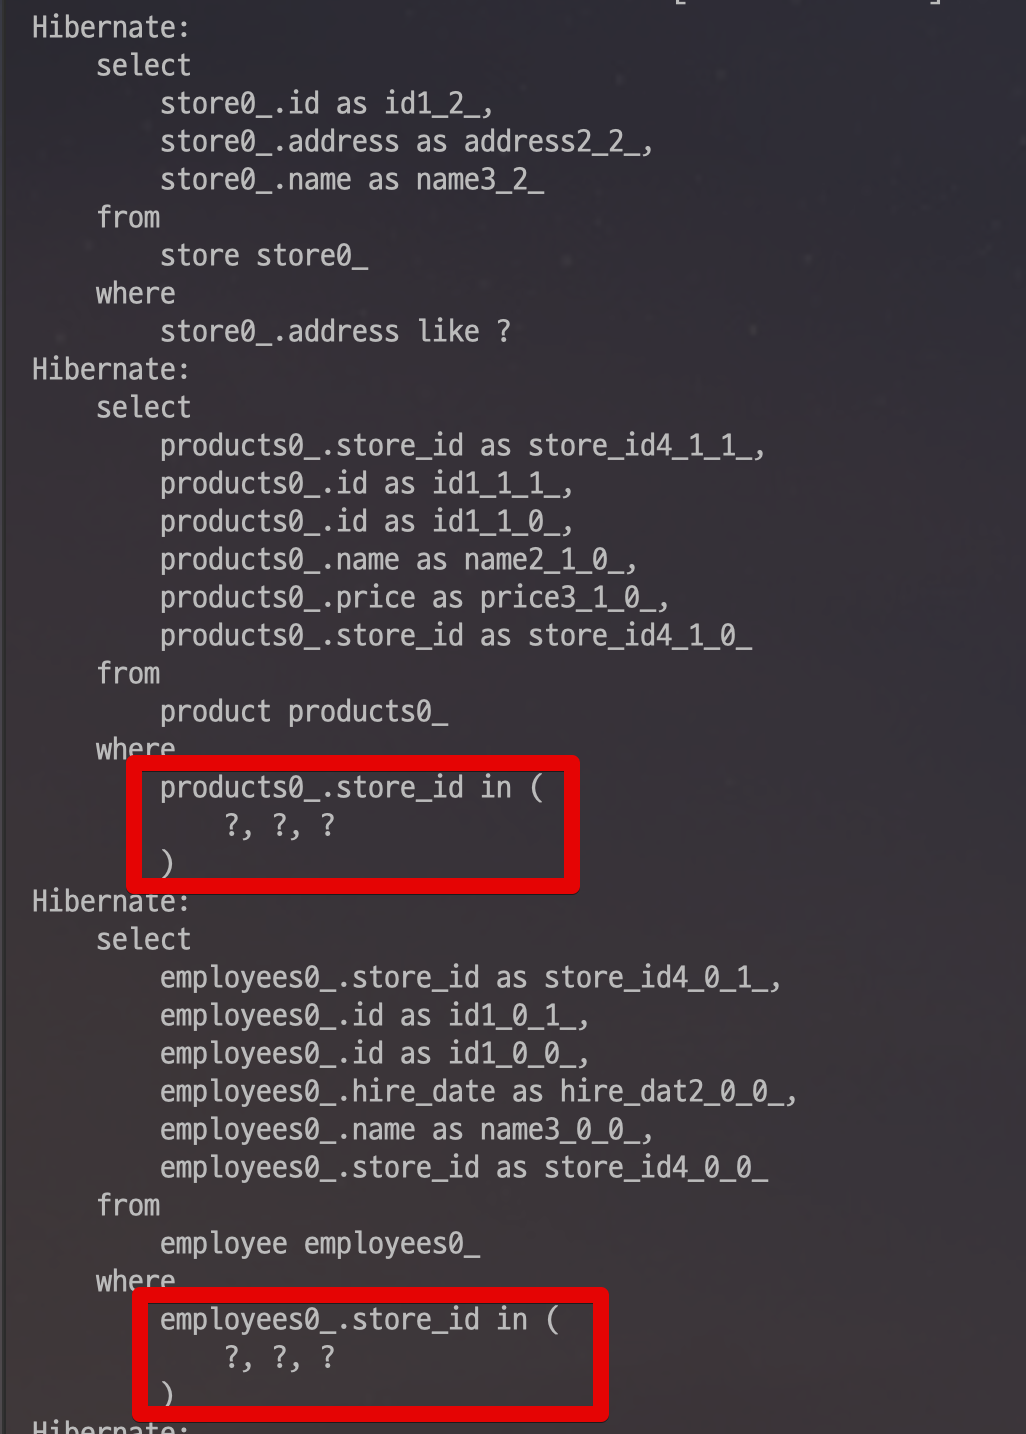 Hibernate:
    select
        store0_.id as id1_2_,
        store0_.address as address2_2_,
        store0_.name as name3_2_
    from
        store store0_
    where
        store0_.address like ?
Hibernate:
    select
        products0_.store_id as store_id4_1_1_,
        products0_.id as id1_1_1_,
        products0_.id as id1_1_0_,
        products0_.name as name2_1_0_,
        products0_.price as price3_1_0_,
        products0_.store_id as store_id4_1_0_
    from
        product products0_
    where
        products0_.store_id in (
            ?, ?, ?
        )
Hibernate:
    select
        employees0_.store_id as store_id4_0_1_,
        employees0_.id as id1_0_1_,
        employees0_.id as id1_0_0_,
        employees0_.hire_date as hire_dat2_0_0_,
        employees0_.name as name3_0_0_,
        employees0_.store_id as store_id4_0_0_
    from
        employee employees0_
    where
        employees0_.store_id in (
            ?, ?, ?
        )
Hibernate: